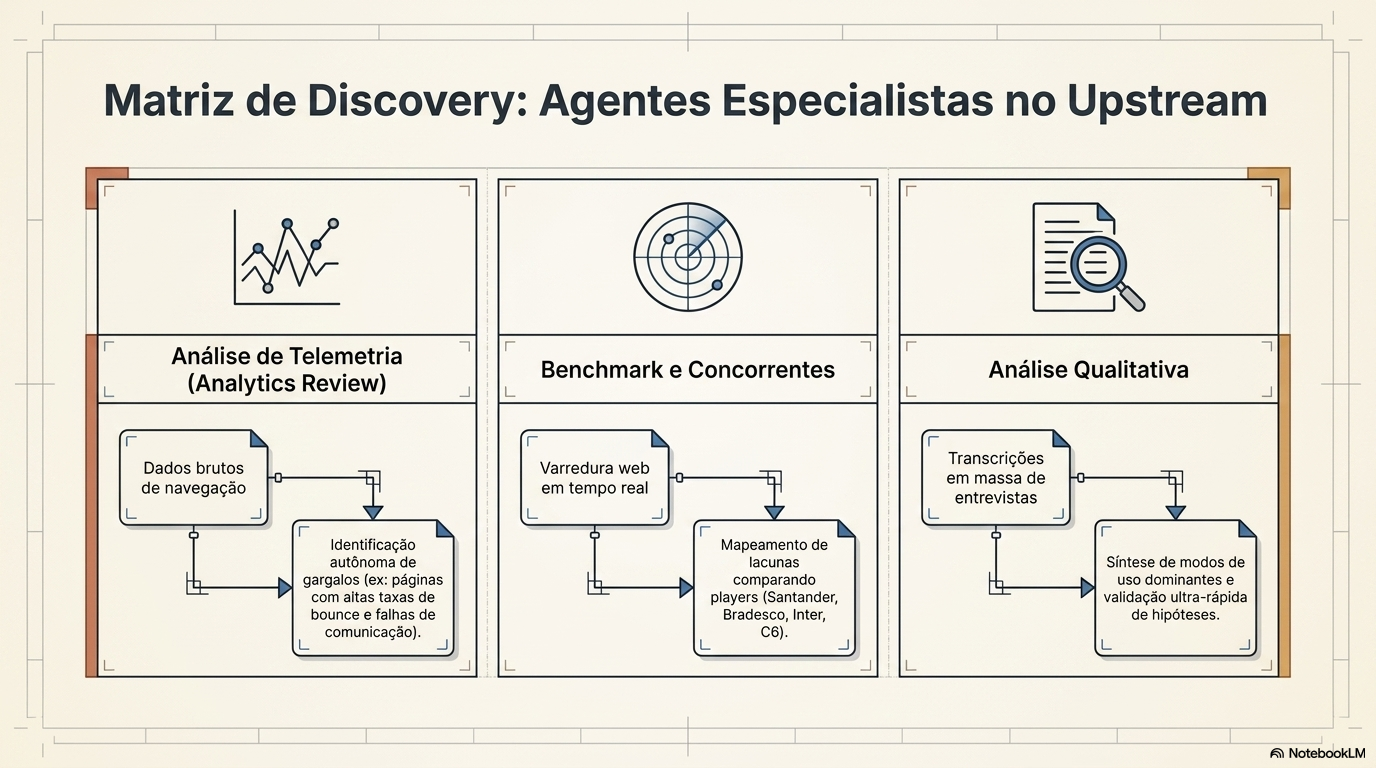 Matriz de Discovery: Agentes Especialistas no Upstream
Análise de Telemetria
(Analytics Review)
Dados brutos
de navegação
Identificação
autônoma de
gargalos (ex: páginas
com altas taxas de
bounce e falhas de
comunicação).
Benchmark e Concorrentes
Varredura web
em tempo real
Mapeamento de
lacunas
comparando
players (Santander,
Bradesco, Inter,
C6).
Análise Qualitativa
Transcrições
em massa de
entrevistas
Síntese de modos de
uso dominantes e
validação ultra-rápida
de hipóteses.
NotebookLM